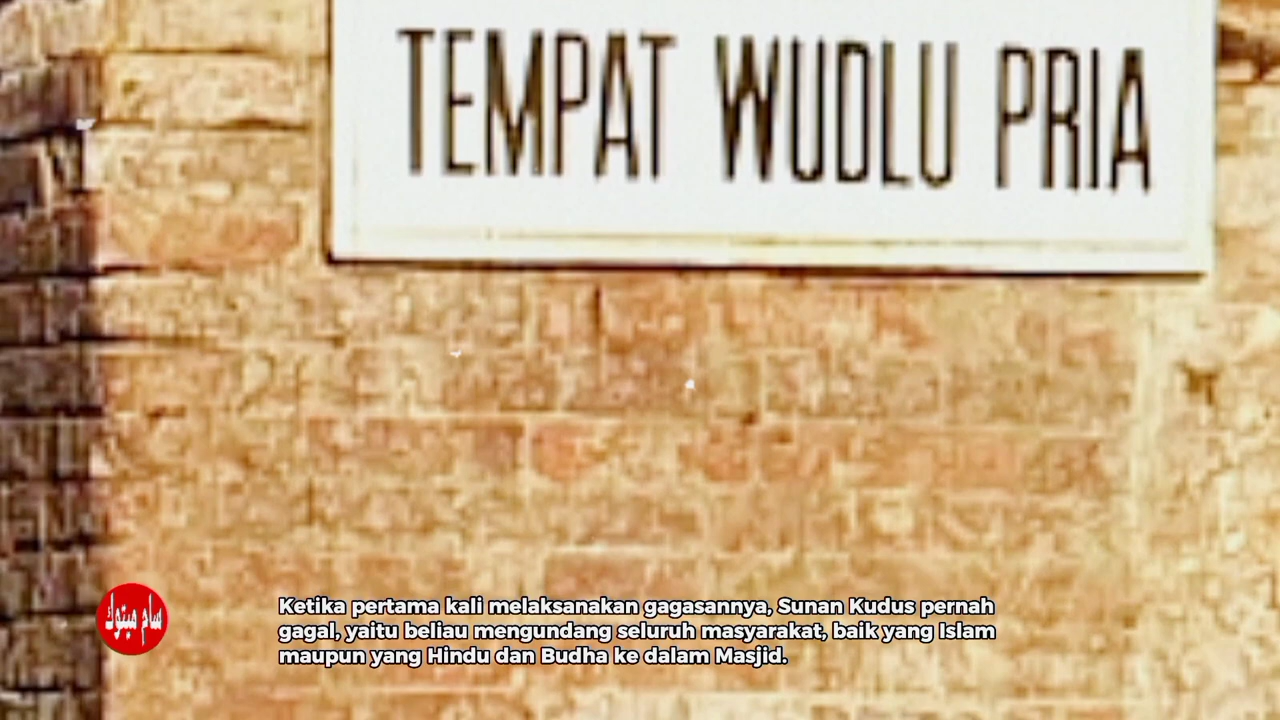 TEMPAT WUDLU PRIA
سام ميتوك
Ketika pertama kali melaksanakan gagasannya, Sunan Kudus pernah
gagal, yaitu beliau mengundang seluruh masyarakat, baik yang Islam
maupun yang Hindu dan Budha ke dalam Masjid.